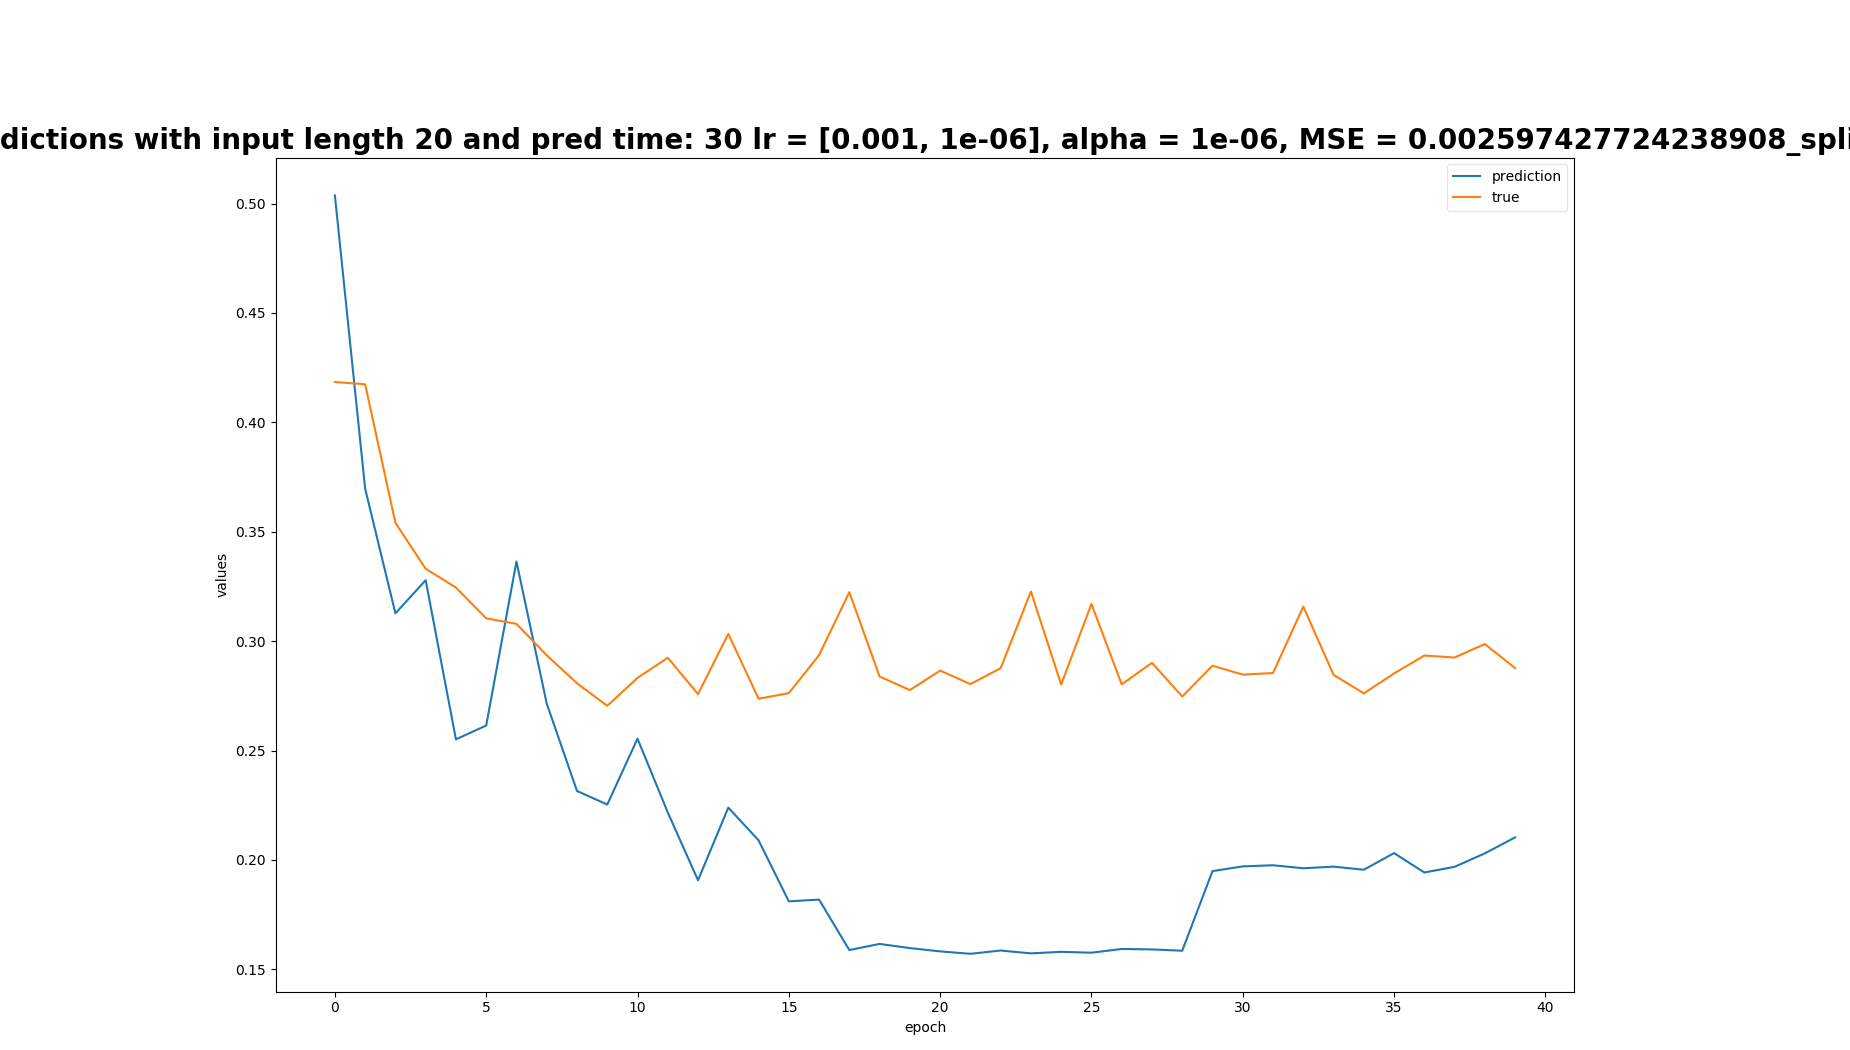 dictions with input length 20 and pred time: 30 lr = [0.001, 1e-06], alpha = 1e-06, MSE = 0.002597427724238908_spli
prediction
true
0.50
0.45
0.40
0.35
0.30
0.25
0.20
0.15
values
0 5 10 15 20 25 30 35 40
epoch